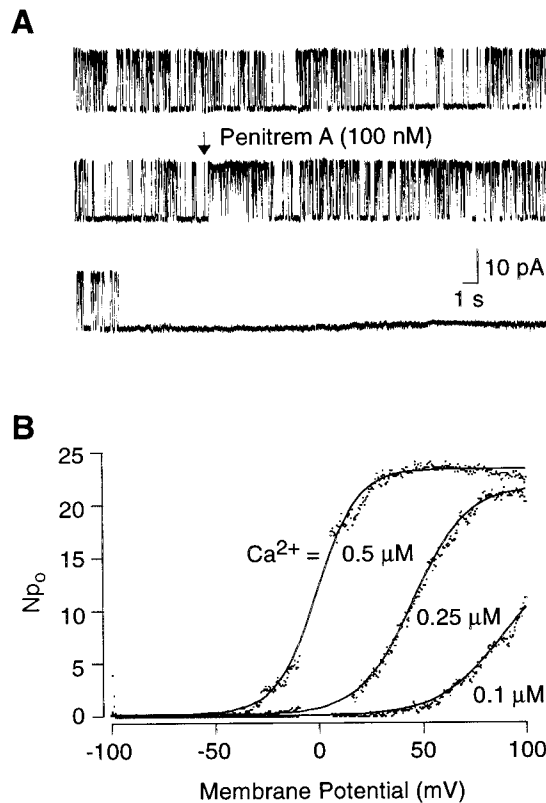 A
Penitrem A (100 nM)
10 pA
1 s
B
25
20
15
10
5
0
Npo
Ca2+ = 0.5 µM
0.25 µM
0.1 µM
-100 -50 0 50 100
Membrane Potential (mV)